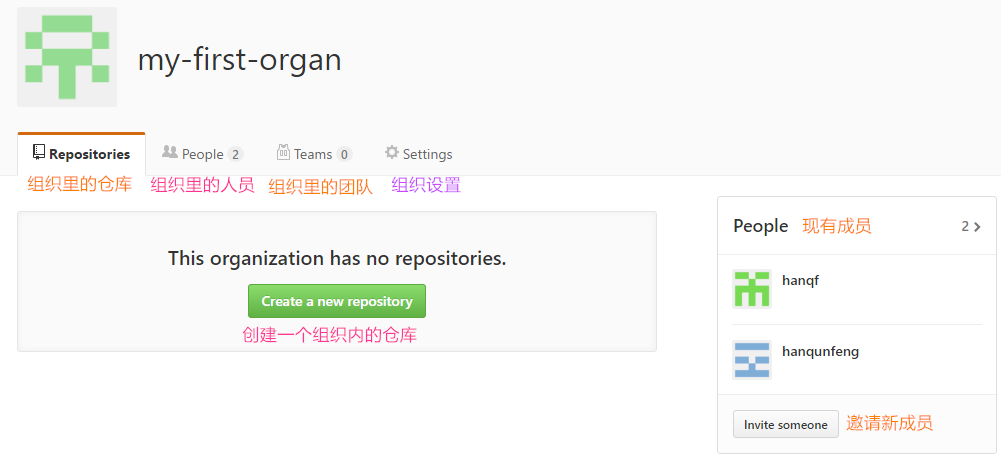 my-first-organ
Repositories People 2 Teams 0 Settings
组织里的仓库 组织里的人员 组织里的团队 组织设置
This organization has no repositories.
Create a new repository
创建一个组织内的仓库
People 现有成员 2
hanqf
hanqunfeng
Invite someone 邀请新成员